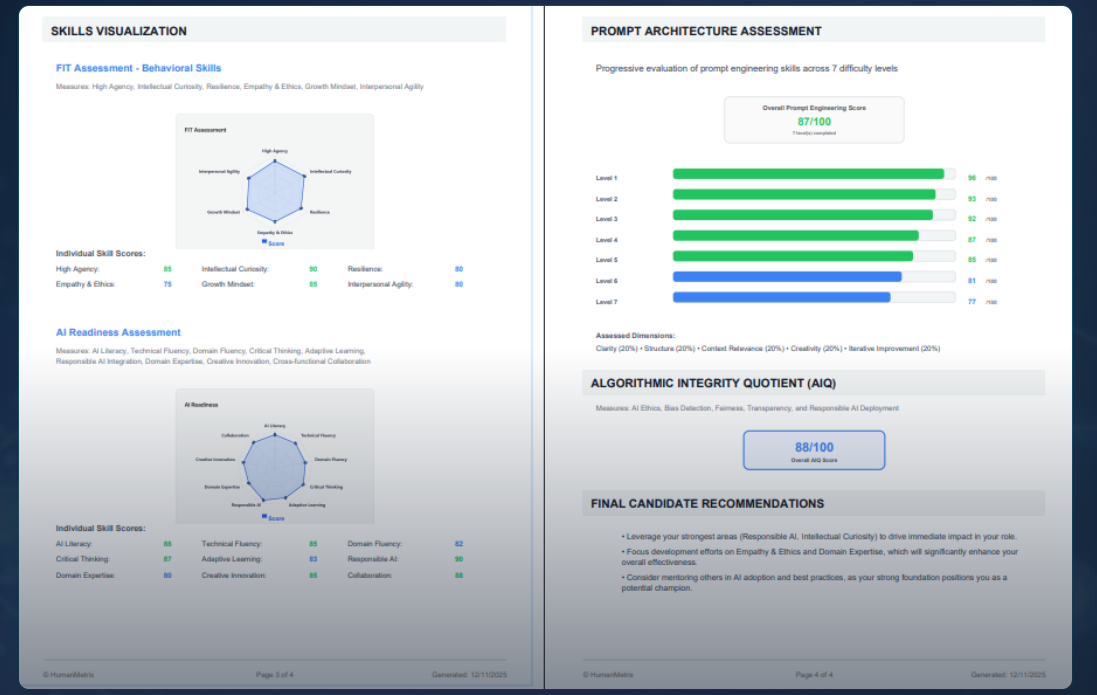 SKILLS VISUALIZATION
FIT Assessment - Behavioral Skills
Measures: High Agency, Intellectual Curiosity, Resilience, Empathy & Ethics, Growth Mindset, Interpersonal Agility
FIT Assessment
High Agency
Interpersonal Agility
Intellectual Curiosity
Growth Mindset
Resilience
Empathy & Ethics
Score
Individual Skill Scores:
High Agency: 85 Intellectual Curiosity: 90 Resilience: 80
Empathy & Ethics: 75 Growth Mindset: 85 Interpersonal Agility: 80
AI Readiness Assessment
Measures: AI Literacy, Technical Fluency, Domain Fluency, Critical Thinking, Adaptive Learning,
Responsible AI Integration, Domain Expertise, Creative Innovation, Cross-functional Collaboration
AI Readiness
AI Literacy
Collaboration
Technical Fluency
Creative Innovation
Domain Fluency
Domain Expertise
Critical Thinking
Responsible AI
Adaptive Learning
Score
Individual Skill Scores:
AI Literacy: 88 Technical Fluency: 85 Domain Fluency: 82
Critical Thinking: 87 Adaptive Learning: 83 Responsible AI: 90
Domain Expertise: 80 Creative Innovation: 85 Collaboration: 88
© HumanMetrix Page 3 of 4 Generated: 12/11/2025
PROMPT ARCHITECTURE ASSESSMENT
Progressive evaluation of prompt engineering skills across 7 difficulty levels
Overall Prompt Engineering Score
87/100
7 level(s) completed
Level 1 96 /100
Level 2 93 /100
Level 3 92 /100
Level 4 87 /100
Level 5 85 /100
Level 6 81 /100
Level 7 77 /100
Assessed Dimensions:
Clarity (20%) • Structure (20%) • Context Relevance (20%) • Creativity (20%) • Iterative Improvement (20%)
ALGORITHMIC INTEGRITY QUOTIENT (AIQ)
Measures: AI Ethics, Bias Detection, Fairness, Transparency, and Responsible AI Deployment
88/100
Overall AIQ Score
FINAL CANDIDATE RECOMMENDATIONS
• Leverage your strongest areas (Responsible AI, Intellectual Curiosity) to drive immediate impact in your role.
• Focus development efforts on Empathy & Ethics and Domain Expertise, which will significantly enhance your
overall effectiveness.
• Consider mentoring others in AI adoption and best practices, as your strong foundation positions you as a
potential champion.
© HumanMetrix Page 4 of 4 Generated: 12/11/2025